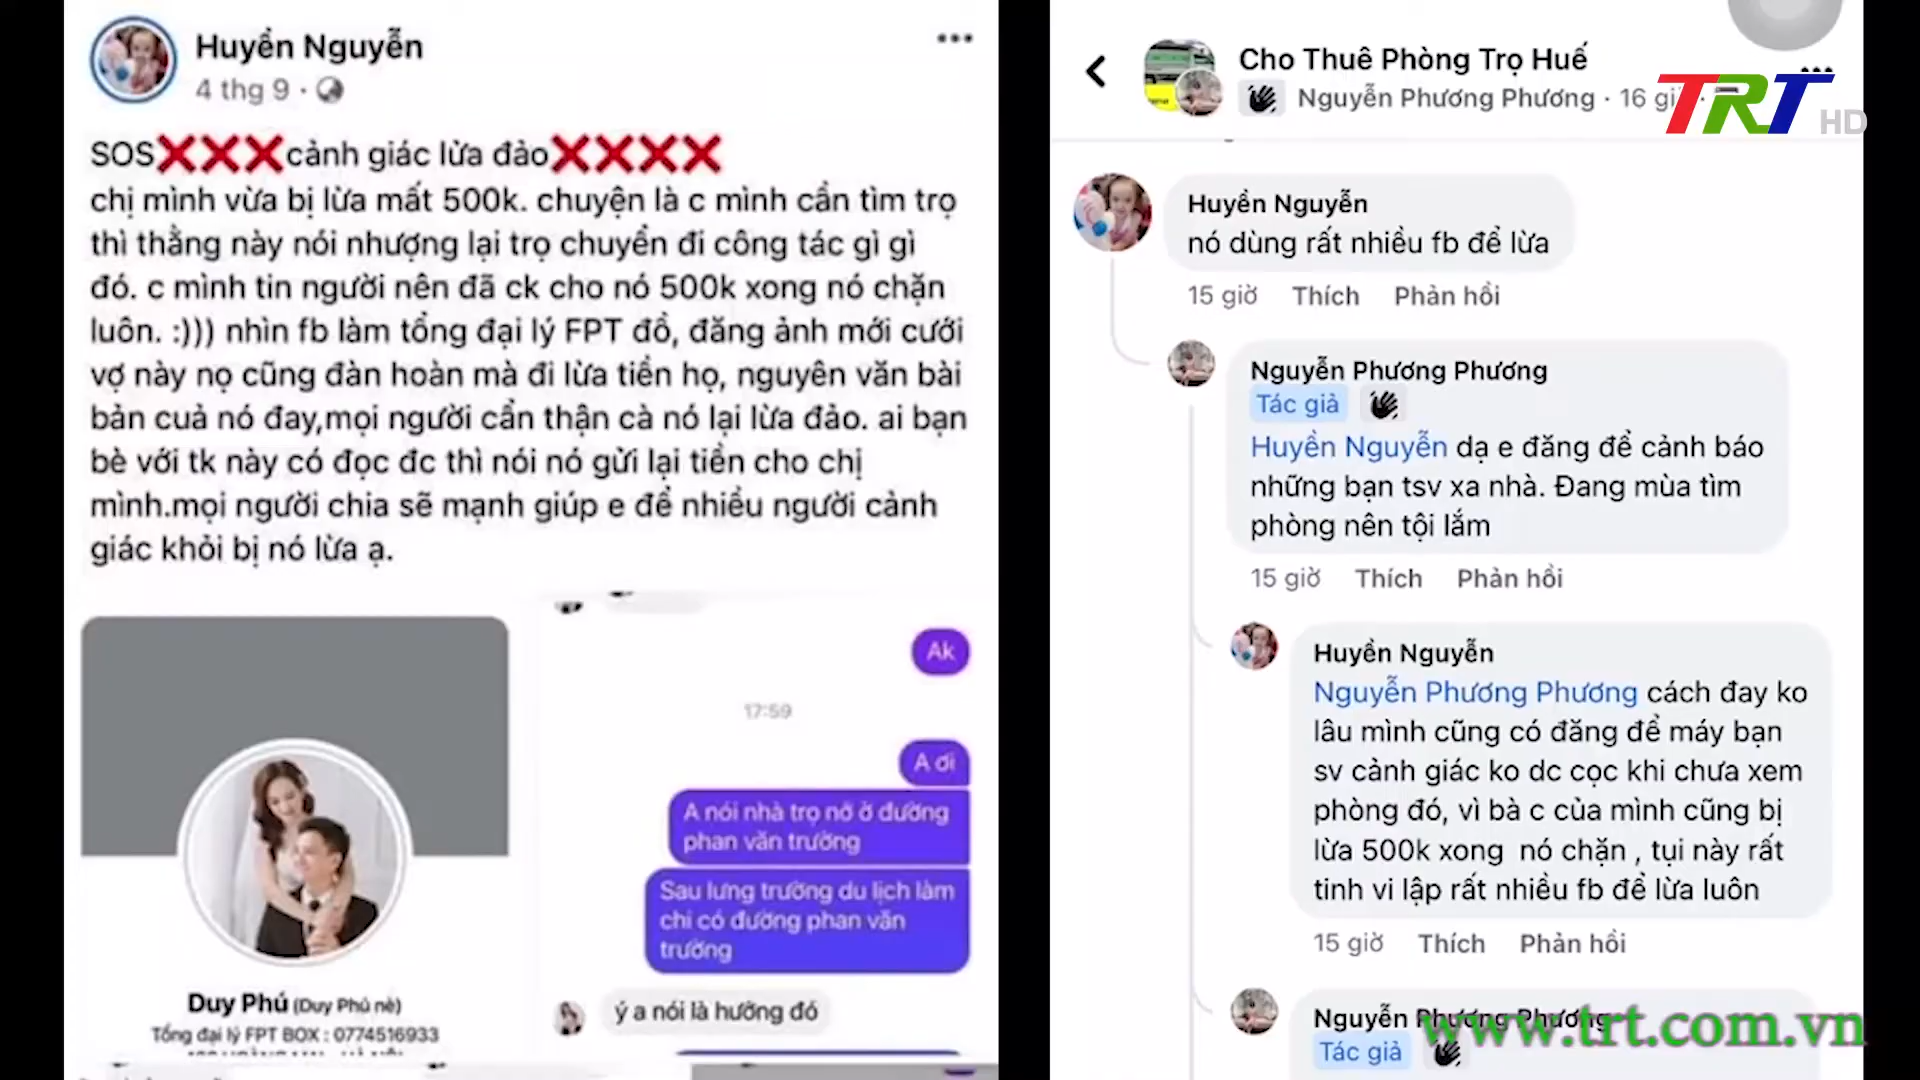 Huyền Nguyễn
4 thg 9 ·
SOS❌❌❌cảnh giác lừa đảo❌❌❌❌
chị mình vừa bị lừa mất 500k. chuyện là c mình cần tìm trọ
thì thằng này nói nhượng lại trọ chuyển đi công tác gì gì
đó. c mình tin người nên đã ck cho nó 500k xong nó chặn
luôn. :))) nhìn fb làm tổng đại lý FPT đồ, đăng ảnh mới cưới
vợ này nọ cũng đàn hoàn mà đi lừa tiền họ, nguyên văn bài
bản cuả nó đay,mọi người cẩn thận cà nó lại lừa đảo. ai bạn
bè với tk này có đọc đc thì nói nó gửi lại tiền cho chị
mình.mọi người chia sẽ mạnh giúp e để nhiều người cảnh
giác khỏi bị nó lừa ạ.
Duy Phú (Duy Phú nè)
Tổng đại lý FPT BOX : 0774516933
Ak
17:59
A ơi
A nói nhà trọ nớ ở đường
phan văn trường
Sau lưng trường du lịch làm
chi có đường phan văn
trường
ý a nói là hướng đó
Cho Thuê Phòng Trọ Huế
Nguyễn Phương Phương · 16 gi
TRT HD
Huyền Nguyễn
nó dùng rất nhiều fb để lừa
15 giờ Thích Phản hồi
Nguyễn Phương Phương
Tác giả
Huyền Nguyễn dạ e đăng để cảnh báo
những bạn tsv xa nhà. Đang mùa tìm
phòng nên tội lắm
15 giờ Thích Phản hồi
Huyền Nguyễn
Nguyễn Phương Phương cách đay ko
lâu mình cũng có đăng để máy bạn
sv cảnh giác ko dc cọc khi chưa xem
phòng đó, vì bà c của mình cũng bị
lừa 500k xong nó chặn , tụi này rất
tinh vi lập rất nhiều fb để lừa luôn
15 giờ Thích Phản hồi
Nguyễn Phương Phương
Tác giả
www.trt.com.vn